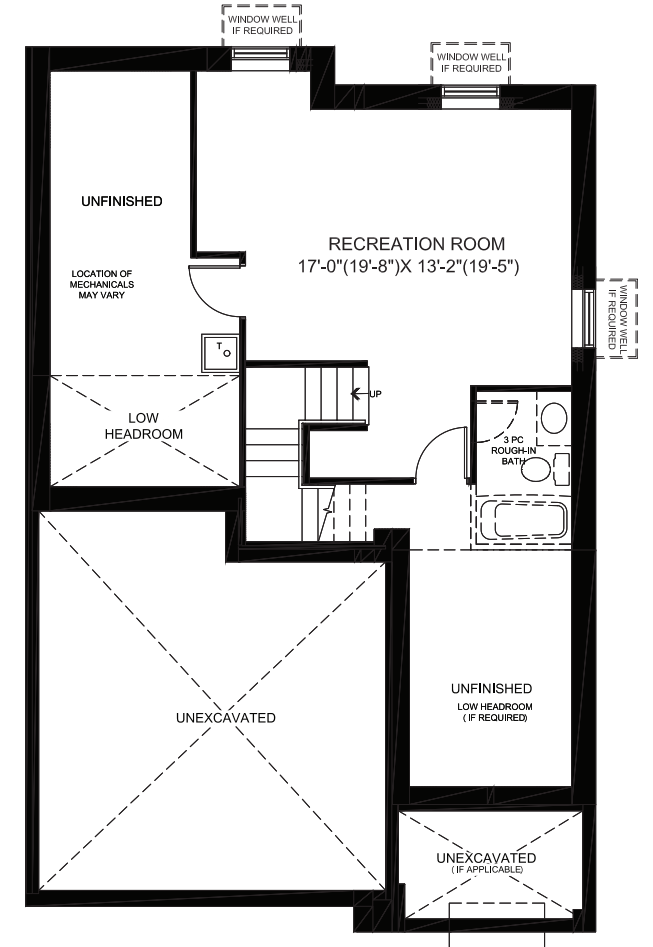 WINDOW WELL
IF REQUIRED
WINDOW WELL
IF REQUIRED
UNFINISHED
RECREATION ROOM
17'-0"(19'-8")X 13'-2"(19'-5")
LOCATION OF
MECHANICALS
MAY VARY
WINDOW WELL
IF REQUIRED
T
UP
LOW
HEADROOM
3 PC
ROUGH-IN
BATH
UNFINISHED
LOW HEADROOM
( IF REQUIRED)
UNEXCAVATED
UNEXCAVATED
( IF APPLICABLE)